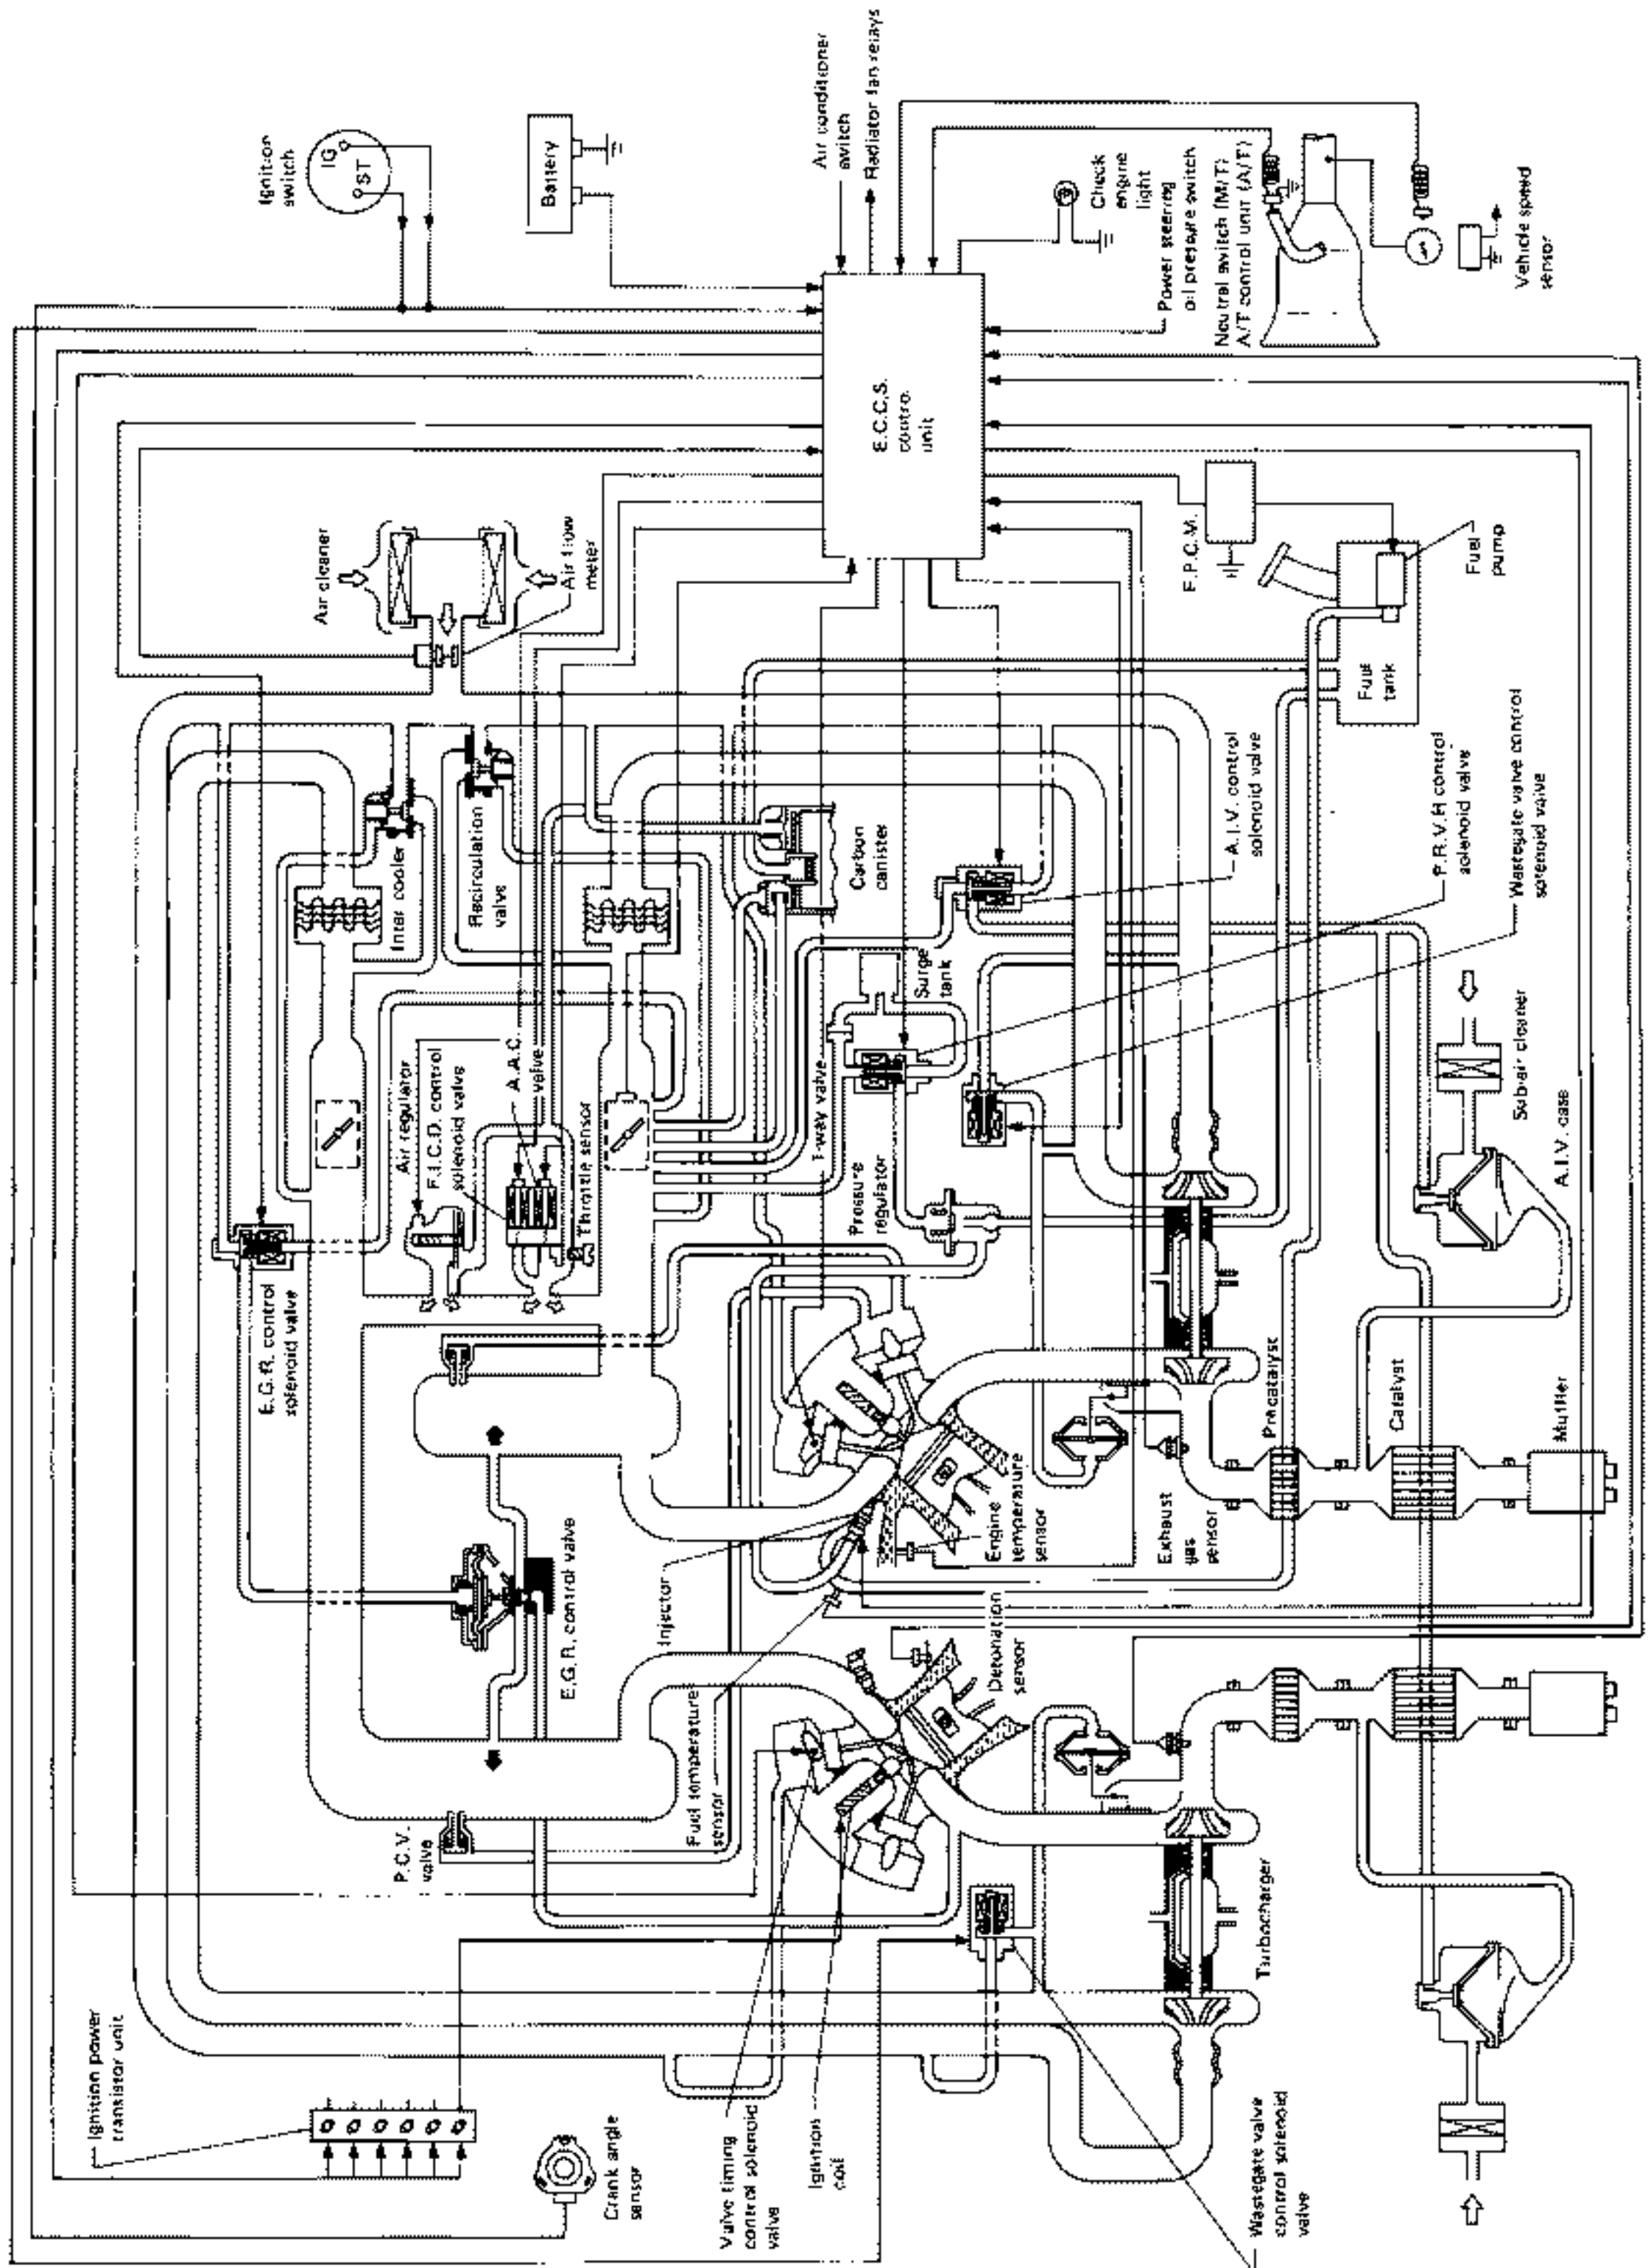 Ignition power
transistor unit
Crank angle
sensor
Valve timing
control solenoid
valve
Ignition
coil
Wastegate valve
control solenoid
valve
P.C.V.
valve
Fuel temperature
sensor
Turbocharger
E.G.R. control valve
Injector
Detonation
sensor
Engine
temperature
sensor
Exhaust
gas
sensor
Precatalyst
Catalyst
Muffler
E.G.R. control
solenoid valve
Air regulator
F.I.C.D. control
solenoid valve
A.A.C.
valve
Throttle sensor
Pressure
regulator
A.I.V. case
Sub-air cleaner
Inter cooler
Recirculation
valve
Carbon
canister
Surge
tank
A.I.V. control
solenoid valve
P.R.V.R control
solenoid valve
Wastegate valve control
solenoid valve
Air cleaner
Air flow
meter
Fuel
tank
Fuel
pump
F.P.C.M.
E.C.C.S.
control
unit
Ignition
switch
IG
ST
Battery
Air conditioner
switch
Radiator fan relays
Check
engine
light
Power steering
oil pressure switch
Neutral switch (M/T)
A/T control unit (A/T)
Vehicle speed
sensor